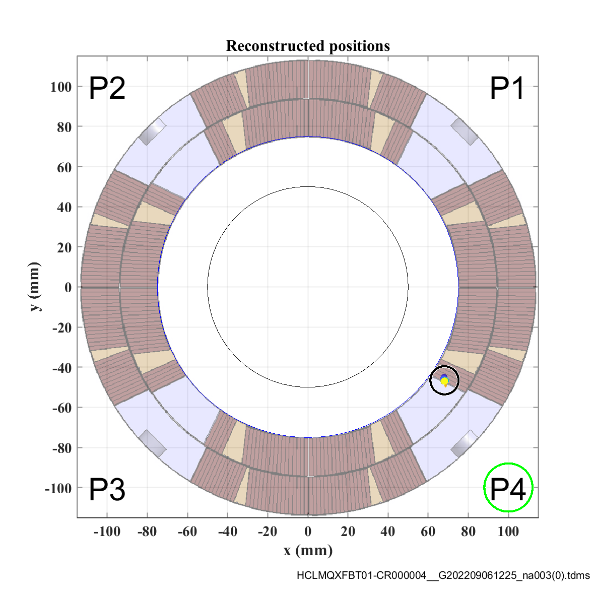 Reconstructed positions
P2
P1
100
80
60
40
20
0
-20
-40
-60
-80
-100
y (mm)
P3
P4
-100 -80 -60 -40 -20 0 20 40 60 80 100
x (mm)
HCLMQXFBT01-CR000004__G202209061225_na003(0).tdms